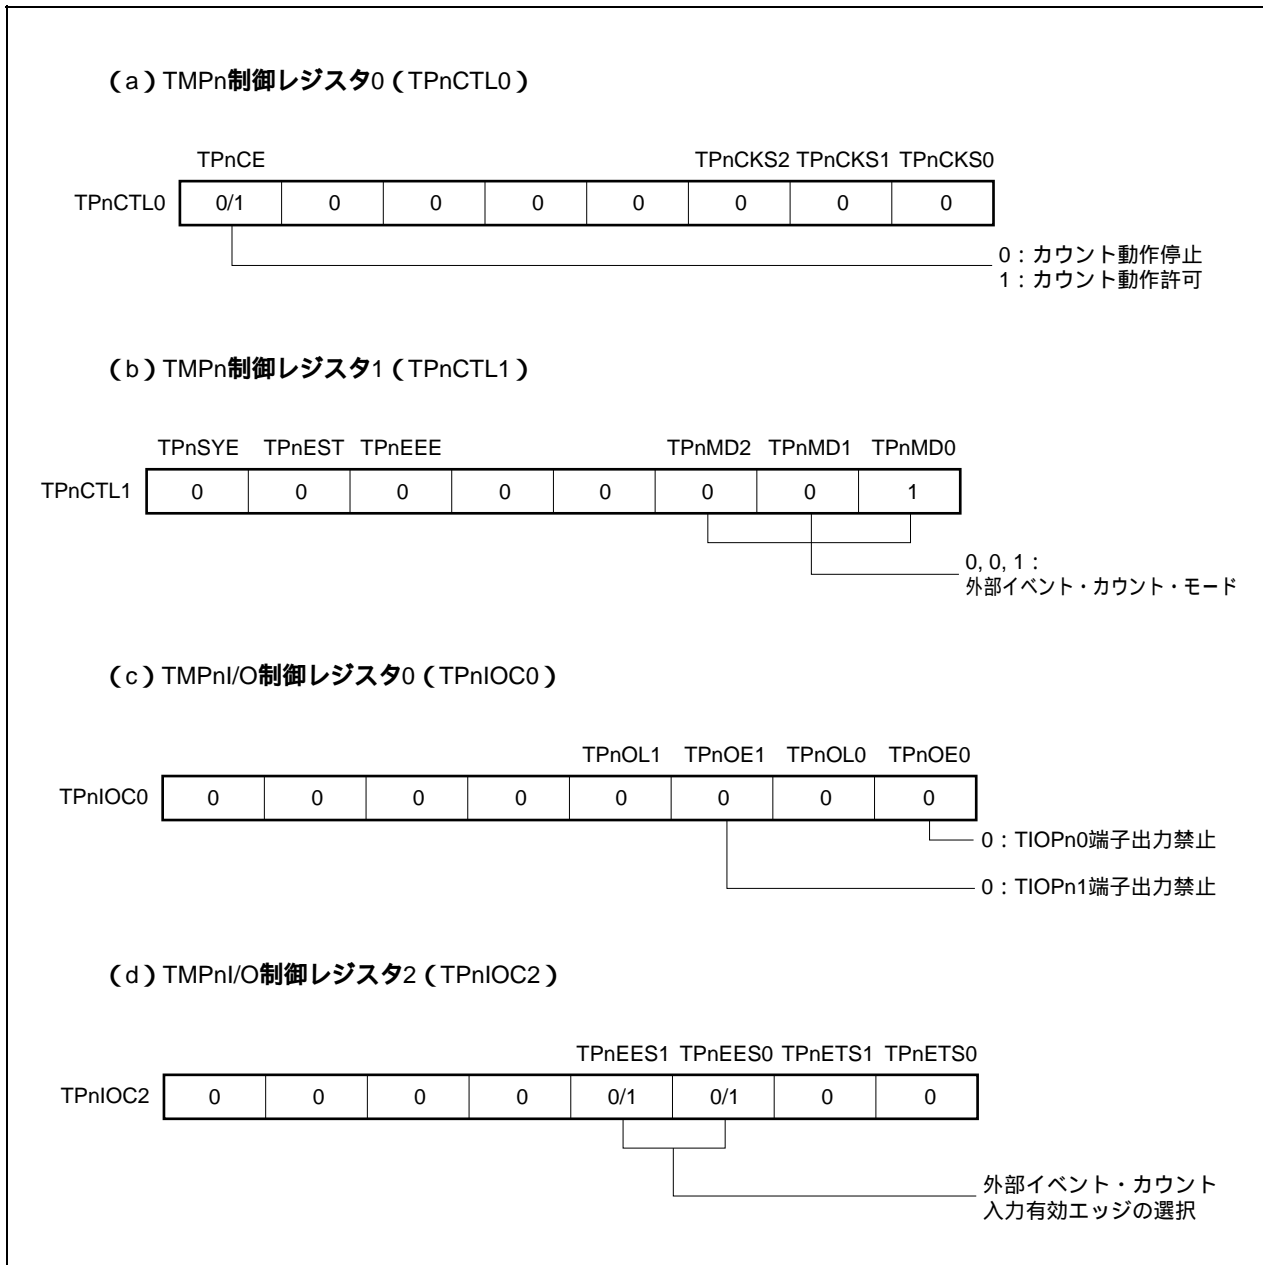 (a)TMPn制御レジスタ0(TPnCTL0)
TPnCE TPnCKS2 TPnCKS1 TPnCKS0
TPnCTL0 0/1 0 0 0 0 0 0 0
0:カウント動作停止
1:カウント動作許可
(b)TMPn制御レジスタ1(TPnCTL1)
TPnSYE TPnEST TPnEEE TPnMD2 TPnMD1 TPnMD0
TPnCTL1 0 0 0 0 0 0 0 1
0, 0, 1:
外部イベント・カウント・モード
(c)TMPnI/O制御レジスタ0(TPnIOC0)
TPnOL1 TPnOE1 TPnOL0 TPnOE0
TPnIOC0 0 0 0 0 0 0 0 0
0:TIOPn0端子出力禁止
0:TIOPn1端子出力禁止
(d)TMPnI/O制御レジスタ2(TPnIOC2)
TPnEES1 TPnEES0 TPnETS1 TPnETS0
TPnIOC2 0 0 0 0 0/1 0/1 0 0
外部イベント・カウント
入力有効エッジの選択